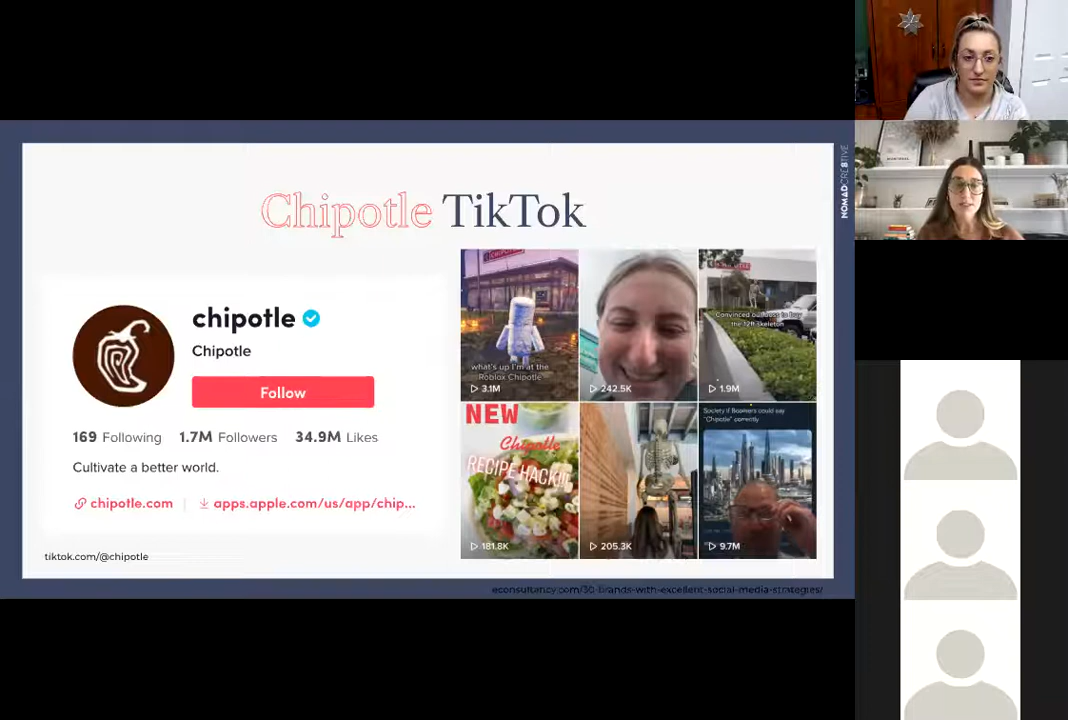 Chipotle TikTok
chipotle
Chipotle
Follow
169 Following 1.7M Followers 34.9M Likes
Cultivate a better world.
chipotle.com
apps.apple.com/us/app/chip...
tiktok.com/@chipotle
what's up I'm at the
Roblox Chipotle
3.1M
242.5K
Convinced our boss to buy
the 12ft skeleton
1.9M
NEW
Chipotle
RECIPE HACK!!!
181.8K
205.3K
Society if Boomers could say
"Chipotle" correctly
9.7M
econsultancy.com/30-brands-with-excellent-social-media-strategies/
NOMADCRE8TIVE